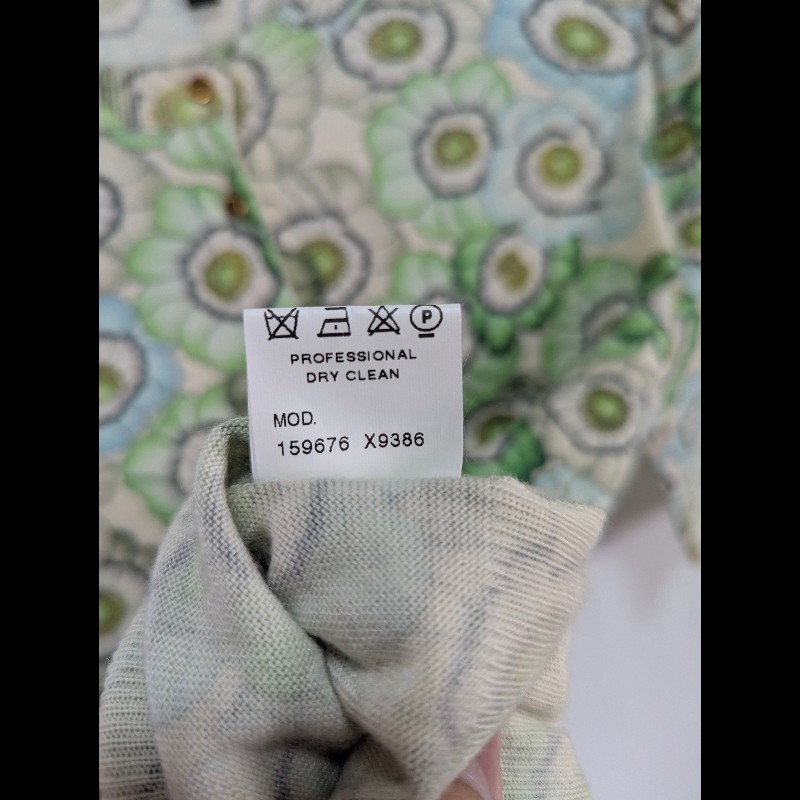 P
PROFESSIONAL
DRY CLEAN
MOD.
159676 X9386